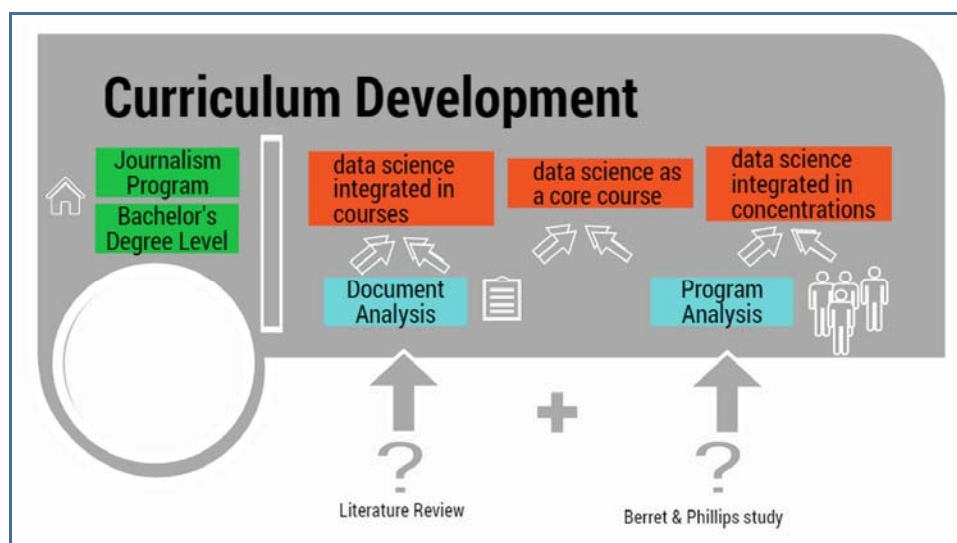 Curriculum Development
Journalism
Program
Bachelor's
Degree Level
data science
integrated in
courses
data science as
a core course
data science
integrated in
concentrations
Document
Analysis
Program
Analysis
+
?
?
Literature Review
Berret & Phillips study